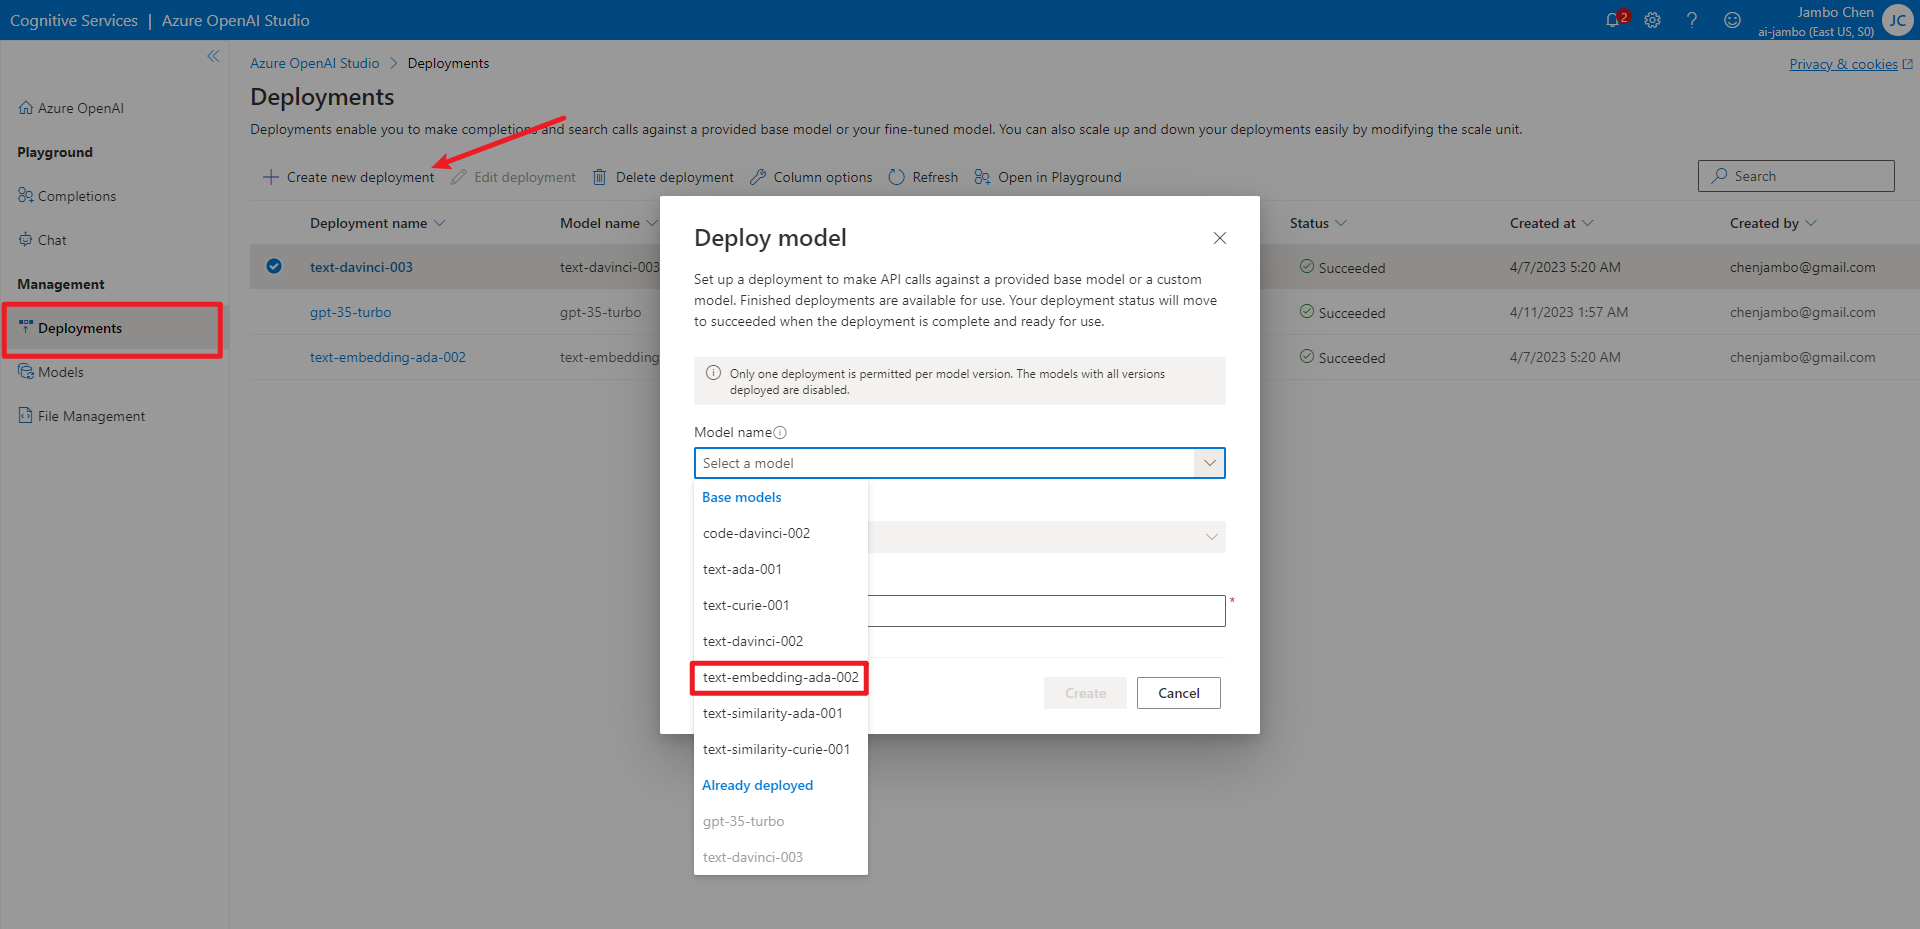 Cognitive Services | Azure OpenAI Studio
2
Jambo Chen
ai-jambo (East US, S0)
JC
Azure OpenAI Studio > Deployments
Privacy & cookies
Azure OpenAI
Playground
Completions
Chat
Management
Deployments
Models
File Management
Deployments
Deployments enable you to make completions and search calls against a provided base model or your fine-tuned model. You can also scale up and down your deployments easily by modifying the scale unit.
Create new deployment
Edit deployment
Delete deployment
Column options
Refresh
Open in Playground
Search
Deployment name
Model name
Status
Created at
Created by
text-davinci-003
text-davinci-003
Succeeded
4/7/2023 5:20 AM
chenjambo@gmail.com
gpt-35-turbo
gpt-35-turbo
Succeeded
4/11/2023 1:57 AM
chenjambo@gmail.com
text-embedding-ada-002
text-embedding
Succeeded
4/7/2023 5:20 AM
chenjambo@gmail.com
Deploy model
Set up a deployment to make API calls against a provided base model or a custom
model. Finished deployments are available for use. Your deployment status will move
to succeeded when the deployment is complete and ready for use.
Only one deployment is permitted per model version. The models with all versions
deployed are disabled.
Model name
Select a model
Base models
code-davinci-002
text-ada-001
text-curie-001
*
text-davinci-002
text-embedding-ada-002
text-similarity-ada-001
text-similarity-curie-001
Already deployed
gpt-35-turbo
text-davinci-003
Create
Cancel